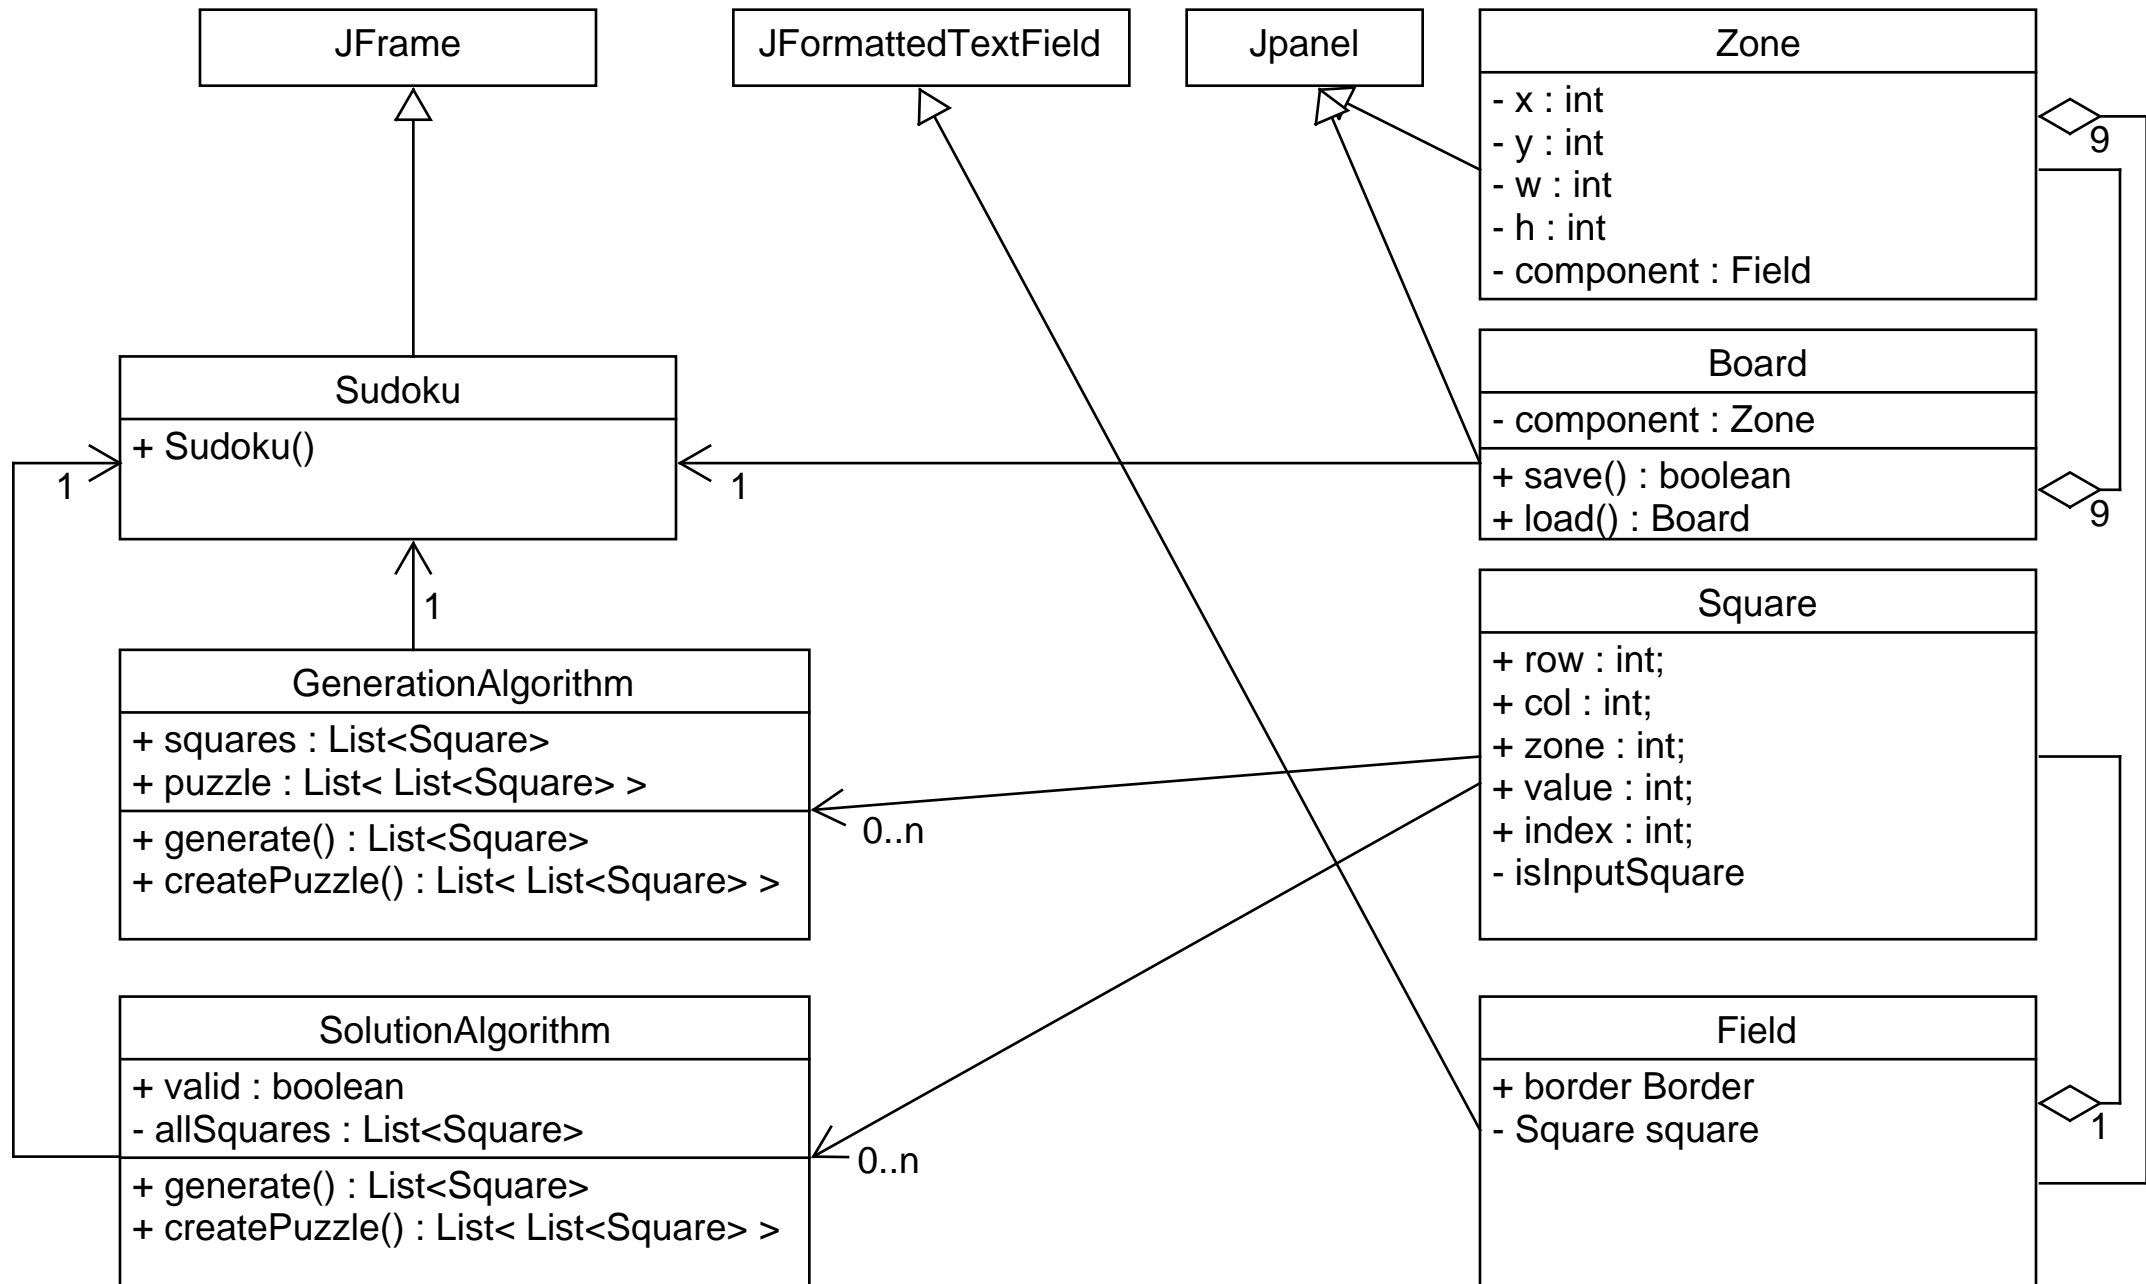 JFrame
JFormattedTextField
Jpanel
Zone
- x : int
- y : int
- w : int
- h : int
- component : Field
9
Sudoku
+ Sudoku()
1
1
1
Board
- component : Zone
+ save() : boolean
+ load() : Board
9
GenerationAlgorithm
+ squares : List<Square>
+ puzzle : List< List<Square> >
+ generate() : List<Square>
+ createPuzzle() : List< List<Square> >
0..n
Square
+ row : int;
+ col : int;
+ zone : int;
+ value : int;
+ index : int;
- isInputSquare
SolutionAlgorithm
+ valid : boolean
- allSquares : List<Square>
+ generate() : List<Square>
+ createPuzzle() : List< List<Square> >
0..n
Field
+ border Border
- Square square
1